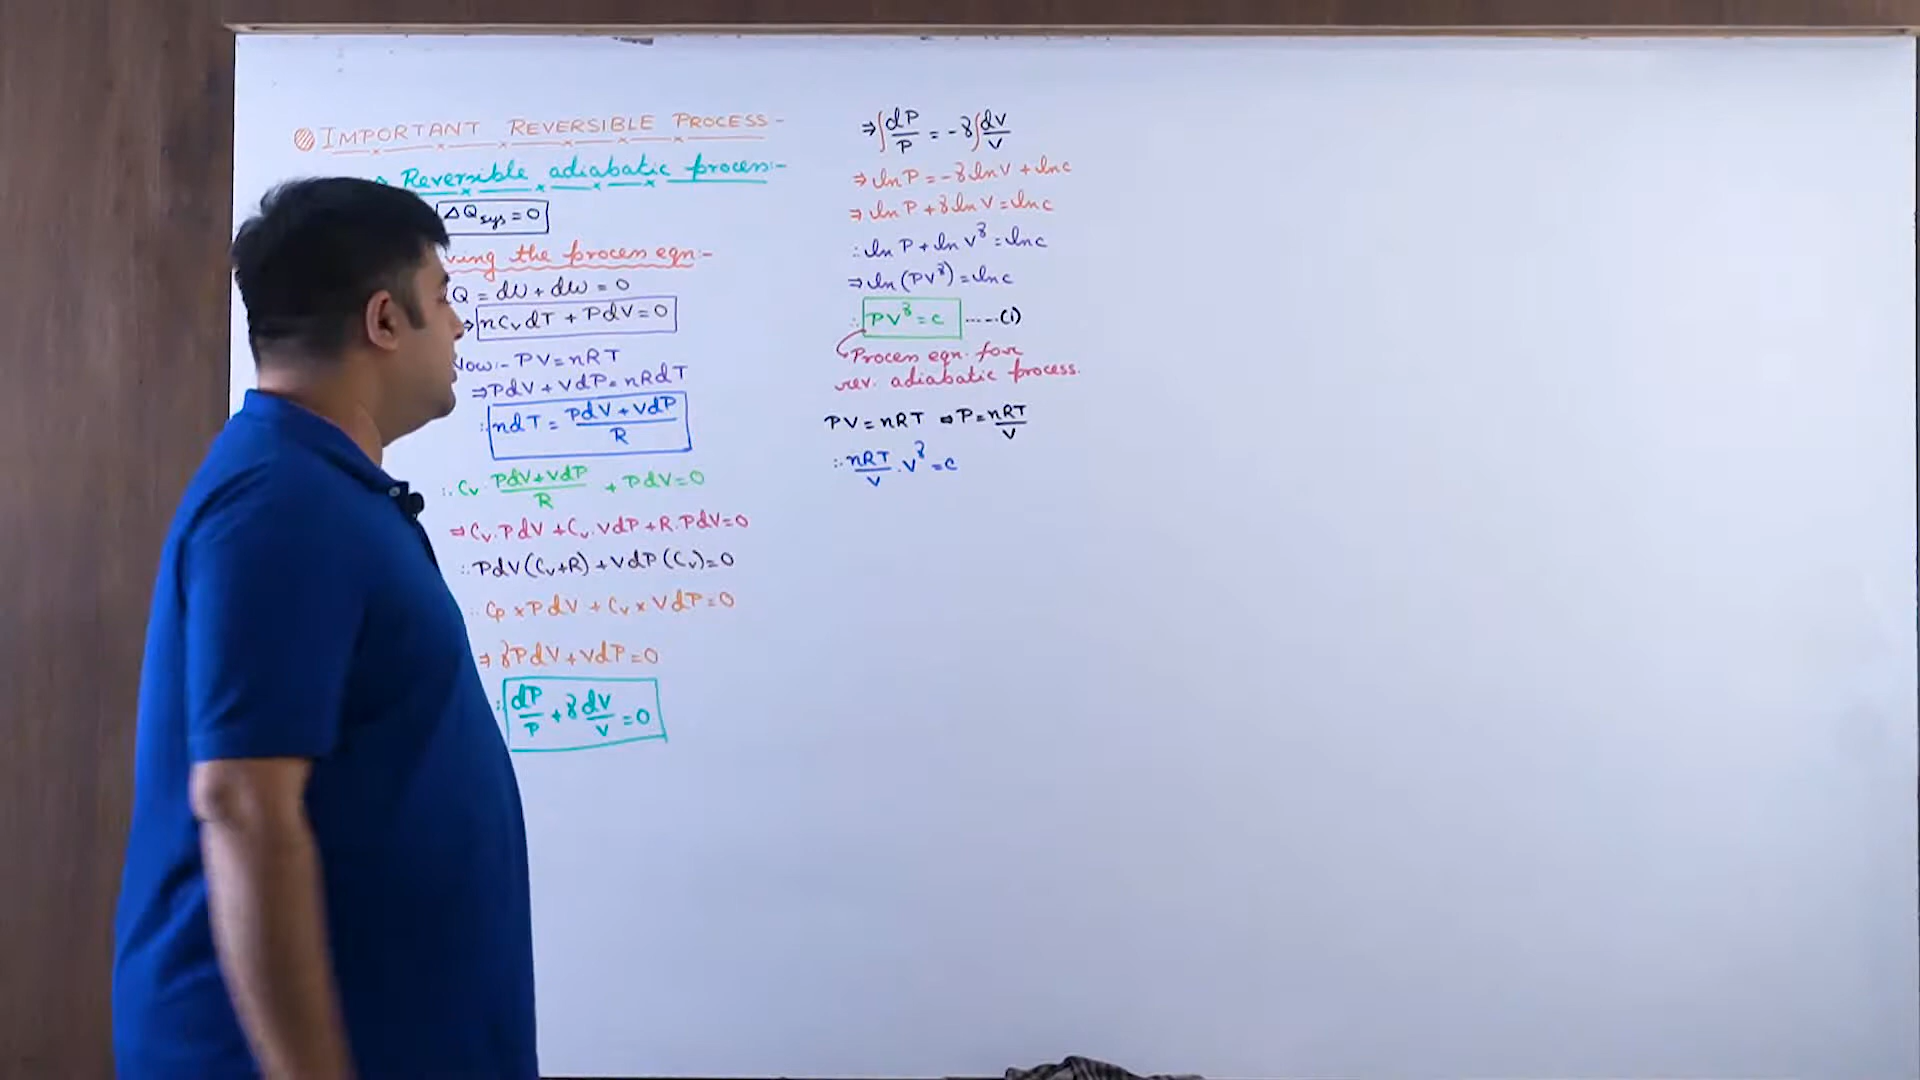 IMPORTANT REVERSIBLE PROCESS -
Reversible adiabatic process:-
ΔQsys = 0
the process eqn:-
Q = dU + dW = 0
⇒ nCvdT + PdV = 0
Now:- PV = nRT
⇒ PdV + VdP = nRdT
∴ ndT = (PdV + VdP)/R
∴ Cv (PdV + VdP)/R + PdV = 0
⇒ Cv.PdV + Cv.VdP + R.PdV = 0
∴ PdV(Cv+R) + VdP(Cv) = 0
∴ Cp × PdV + Cv × VdP = 0
⇒ γPdV + VdP = 0
∴ dP/P + γ dV/V = 0
⇒ ∫ dP/P = -γ ∫ dV/V
⇒ ln P = -γ ln V + ln c
⇒ ln P + γ ln V = ln c
∴ ln P + ln V^γ = ln c
⇒ ln (PV^γ) = ln c
∴ PV^γ = c .....(1)
Process eqn. for
rev. adiabatic process.
PV = nRT ⇒ P = nRT/V
∴ nRT/V . V^γ = c